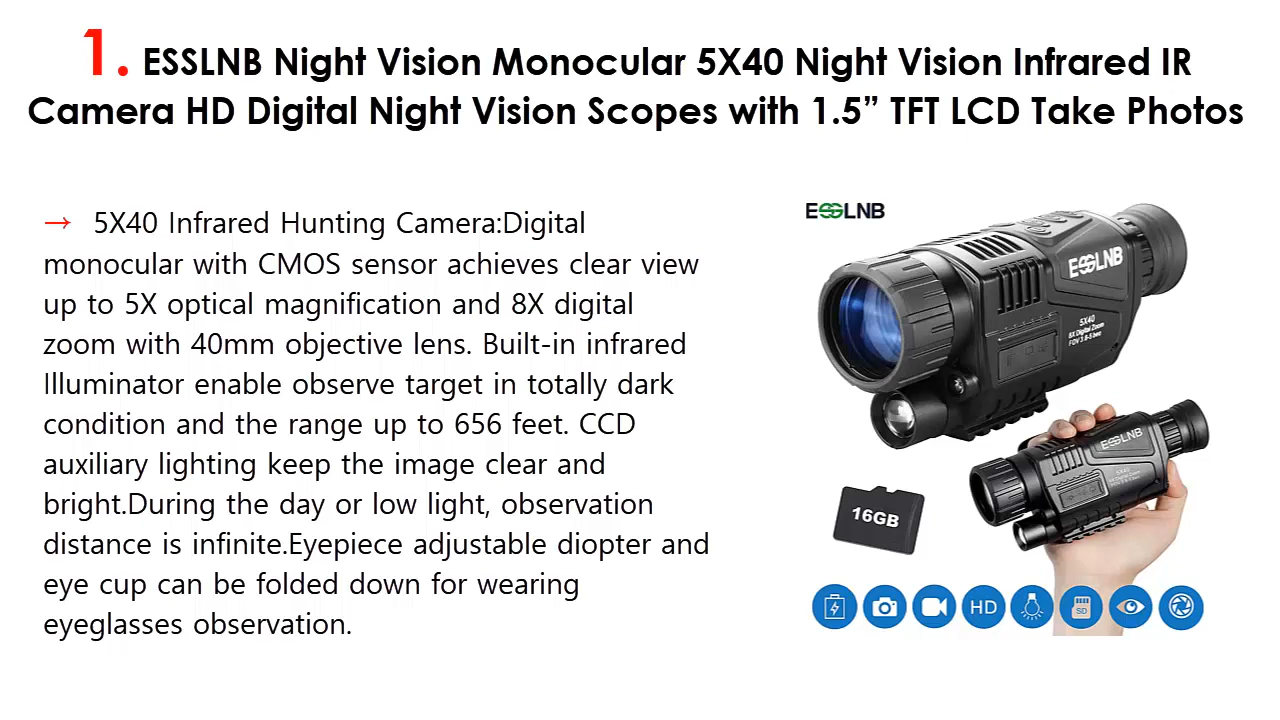 1. ESSLNB Night Vision Monocular 5X40 Night Vision Infrared IR
Camera HD Digital Night Vision Scopes with 1.5” TFT LCD Take Photos
→ 5X40 Infrared Hunting Camera:Digital
monocular with CMOS sensor achieves clear view
up to 5X optical magnification and 8X digital
zoom with 40mm objective lens. Built-in infrared
Illuminator enable observe target in totally dark
condition and the range up to 656 feet. CCD
auxiliary lighting keep the image clear and
bright.During the day or low light, observation
distance is infinite.Eyepiece adjustable diopter and
eye cup can be folded down for wearing
eyeglasses observation.
ESSLNB
ESSLNB
5X40
8X Digital Zoom
ESSLNB
5X40
16GB
HD
SD